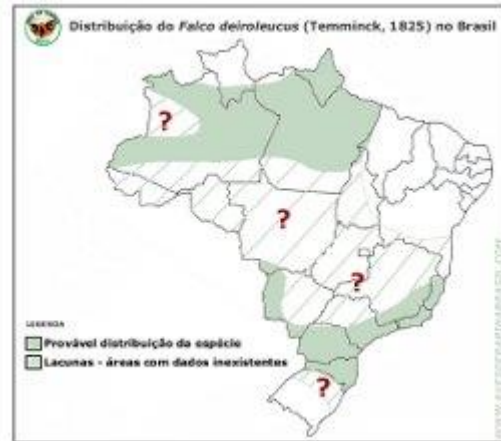 Distribuição do Falco deiroleucus (Temminck, 1825) no Brasil
?
?
?
?
LEGENDA
Provável distribuição da espécie
Lacunas - áreas com dados inexistentes